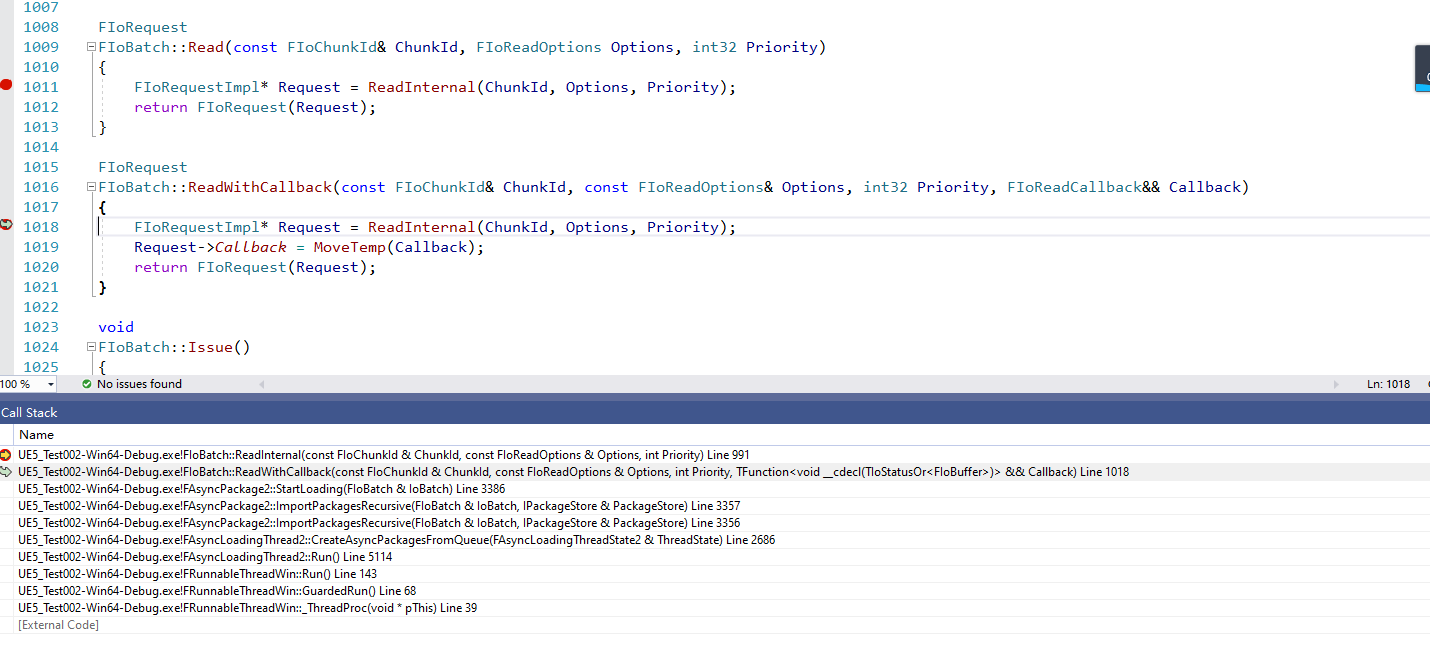 1007
1008 FIoRequest
1009 FIoBatch::Read(const FIoChunkId& ChunkId, FIoReadOptions Options, int32 Priority)
1010 {
1011 FIoRequestImpl* Request = ReadInternal(ChunkId, Options, Priority);
1012 return FIoRequest(Request);
1013 }
1014
1015 FIoRequest
1016 FIoBatch::ReadWithCallback(const FIoChunkId& ChunkId, const FIoReadOptions& Options, int32 Priority, FIoReadCallback&& Callback)
1017 {
1018 FIoRequestImpl* Request = ReadInternal(ChunkId, Options, Priority);
1019 Request->Callback = MoveTemp(Callback);
1020 return FIoRequest(Request);
1021 }
1022
1023 void
1024 FIoBatch::Issue()
1025 {
100 % No issues found Ln: 1018
Call Stack
Name
UE5_Test002-Win64-Debug.exe!FIoBatch::ReadInternal(const FIoChunkId & ChunkId, const FIoReadOptions & Options, int Priority) Line 991
UE5_Test002-Win64-Debug.exe!FIoBatch::ReadWithCallback(const FIoChunkId & ChunkId, const FIoReadOptions & Options, int Priority, TFunction<void __cdecl(TIoStatusOr<FIoBuffer>)> && Callback) Line 1018
UE5_Test002-Win64-Debug.exe!FAsyncPackage2::StartLoading(FIoBatch & IoBatch) Line 3386
UE5_Test002-Win64-Debug.exe!FAsyncPackage2::ImportPackagesRecursive(FIoBatch & IoBatch, IPackageStore & PackageStore) Line 3357
UE5_Test002-Win64-Debug.exe!FAsyncPackage2::ImportPackagesRecursive(FIoBatch & IoBatch, IPackageStore & PackageStore) Line 3356
UE5_Test002-Win64-Debug.exe!FAsyncLoadingThread2::CreateAsyncPackagesFromQueue(FAsyncLoadingThreadState2 & ThreadState) Line 2686
UE5_Test002-Win64-Debug.exe!FAsyncLoadingThread2::Run() Line 5114
UE5_Test002-Win64-Debug.exe!FRunnableThreadWin::Run() Line 143
UE5_Test002-Win64-Debug.exe!FRunnableThreadWin::GuardedRun() Line 68
UE5_Test002-Win64-Debug.exe!FRunnableThreadWin::_ThreadProc(void * pThis) Line 39
[External Code]